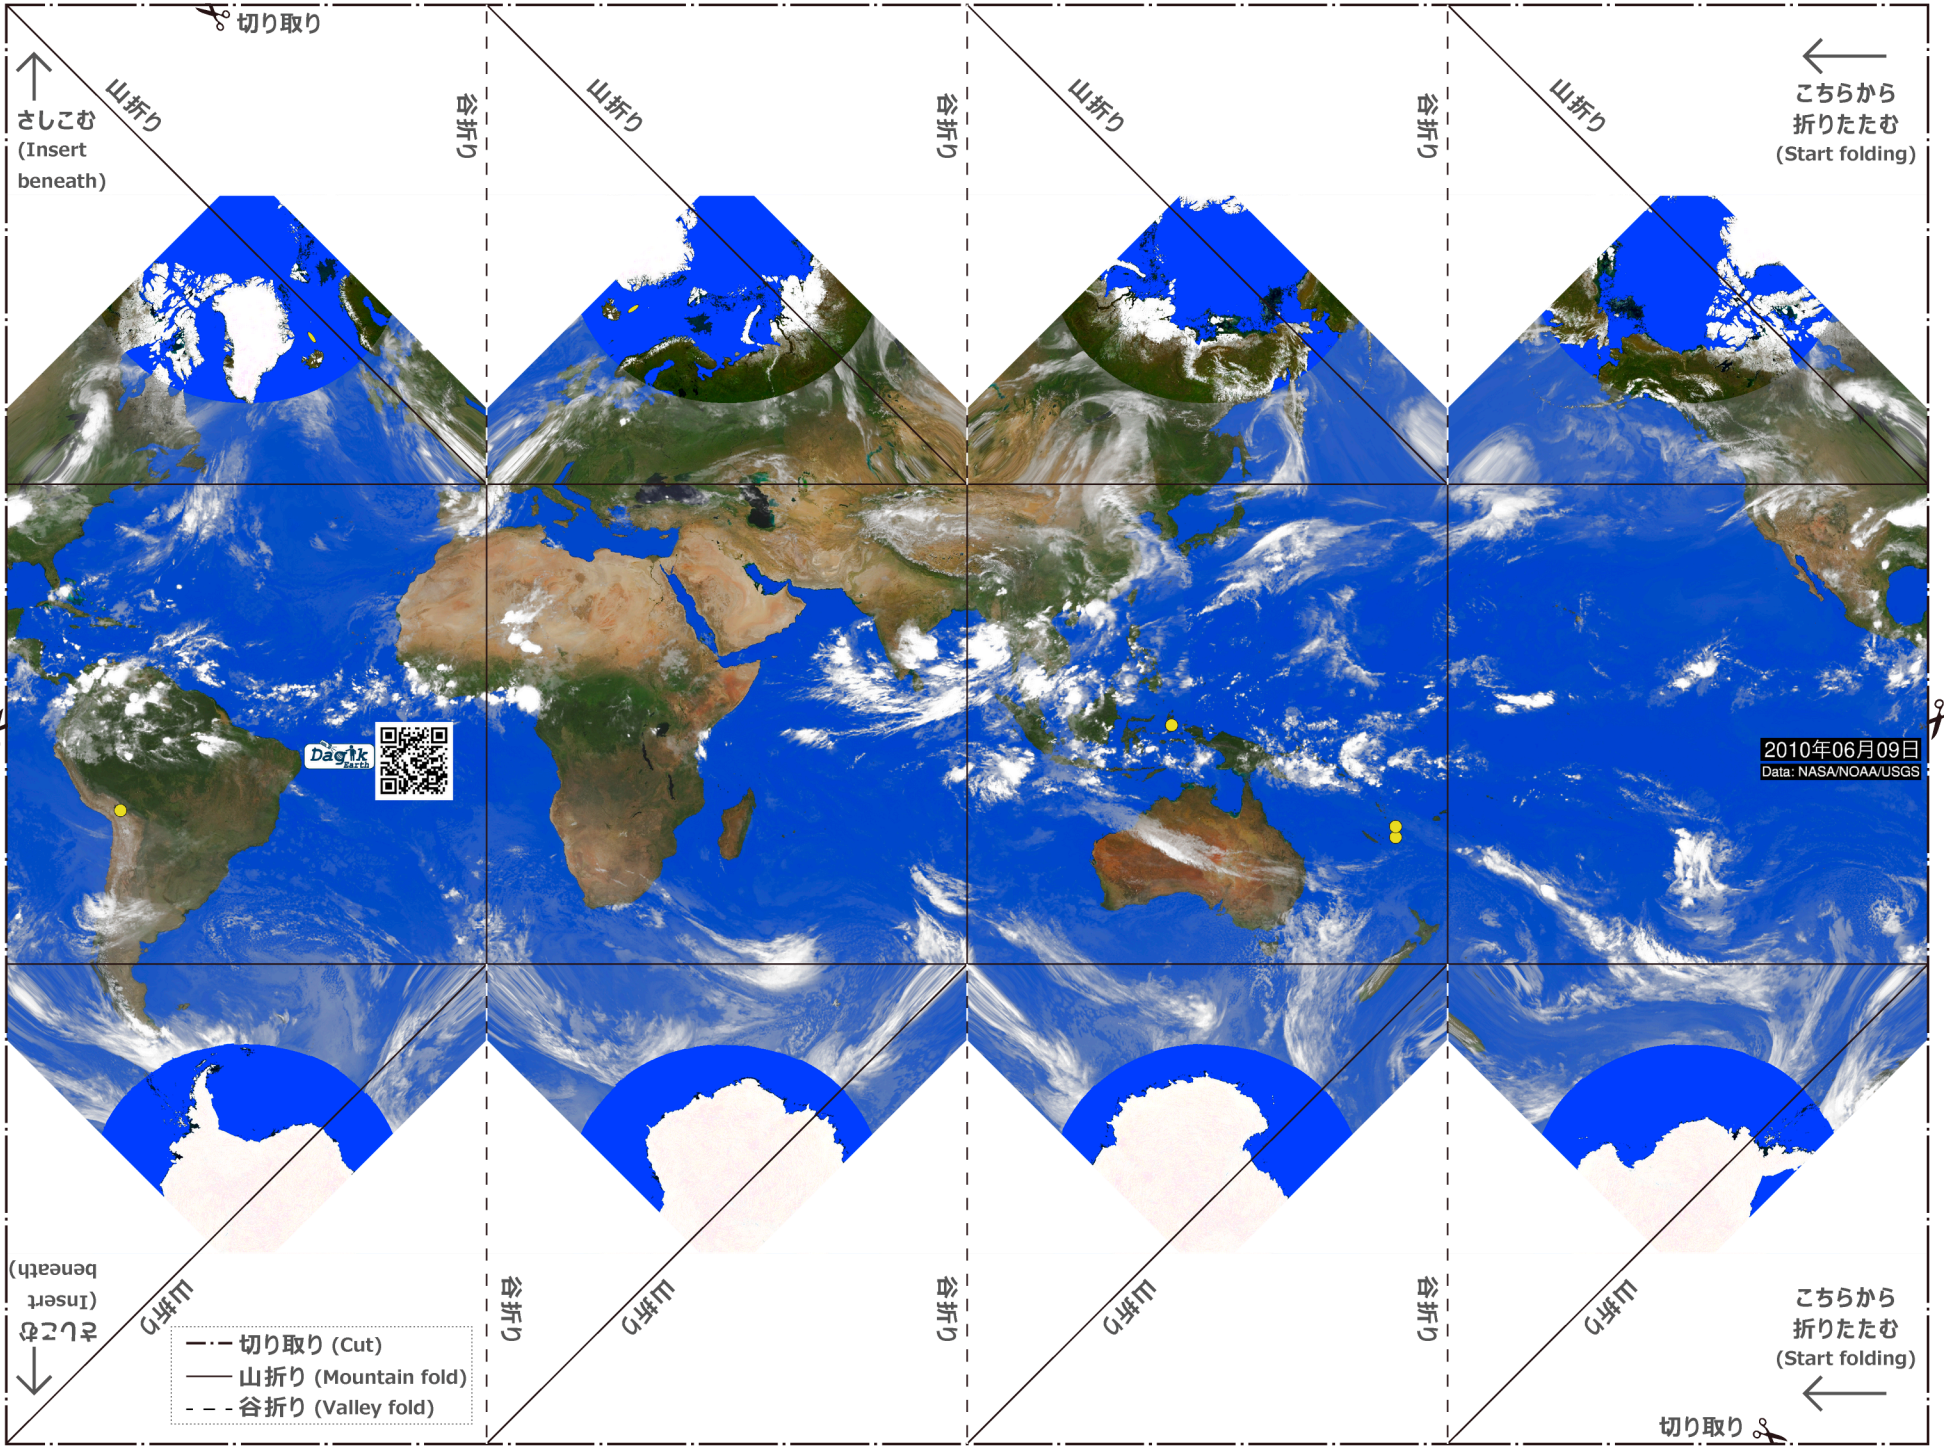 切り取り
山折り
谷折り
山折り
谷折り
山折り
谷折り
山折り
さしこむ
(Insert
beneath)
こちらから
折りたたむ
(Start folding)
Dagik
Earth
2010年06月09日
Data: NASA/NOAA/USGS
さしこむ
(Insert
beneath)
山折り
谷折り
山折り
谷折り
山折り
谷折り
山折り
切り取り (Cut)
山折り (Mountain fold)
谷折り (Valley fold)
こちらから
折りたたむ
(Start folding)
切り取り